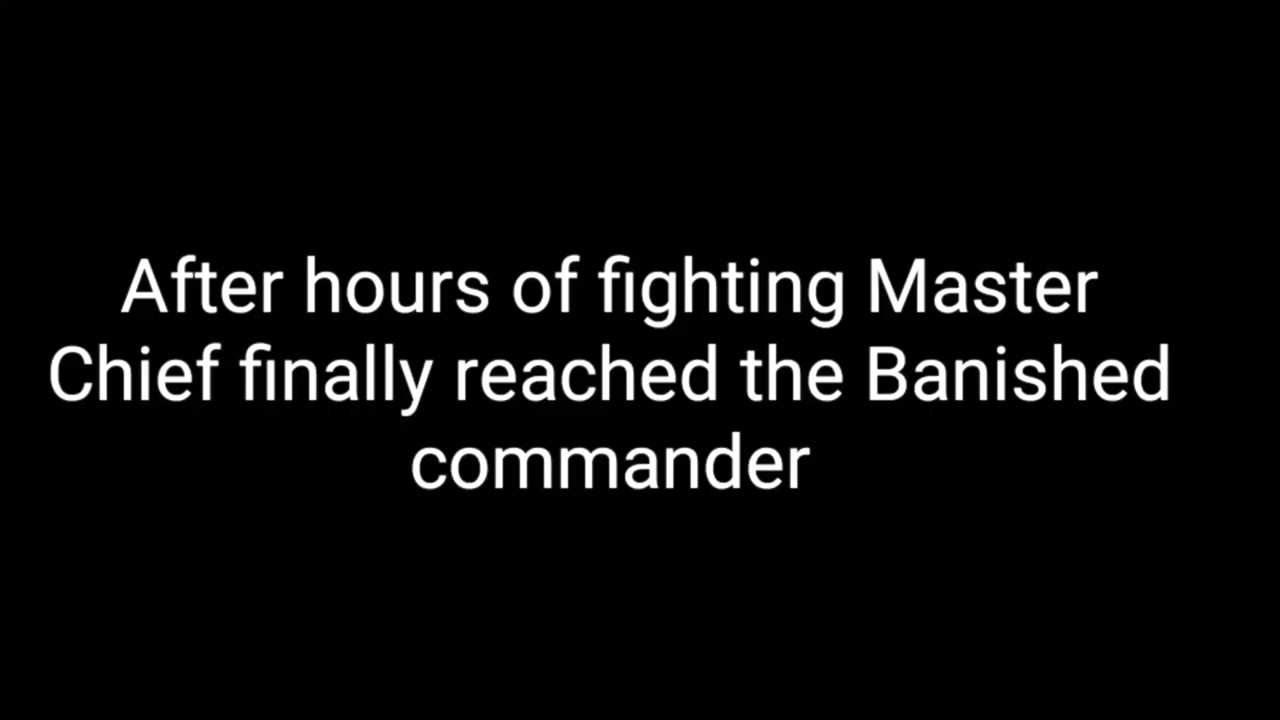 After hours of fighting Master
Chief finally reached the Banished
commander